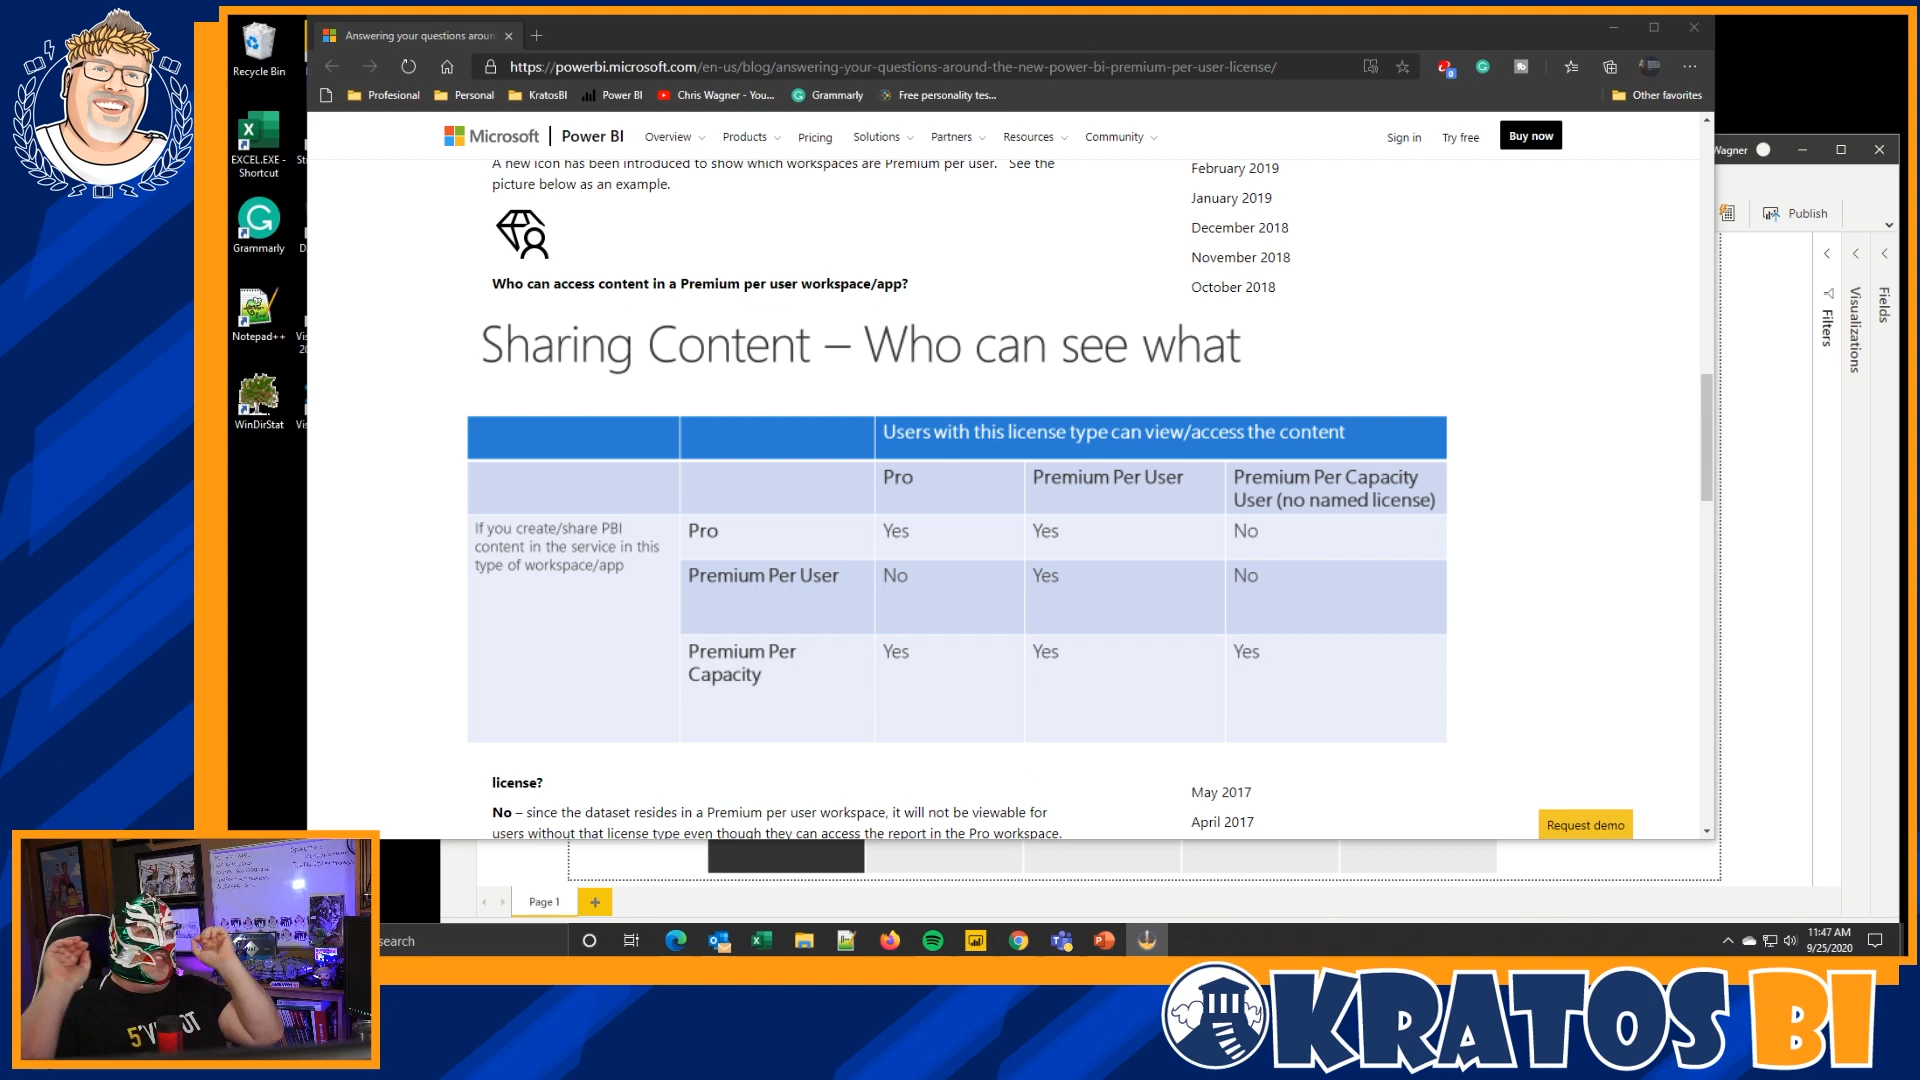 Recycle Bin
EXCEL.EXE -
Shortcut
Grammarly
Notepad++
WinDirStat
Answering your questions aroun
https://powerbi.microsoft.com/en-us/blog/answering-your-questions-around-the-new-power-bi-premium-per-user-license/
Profesional
Personal
KratosBI
Power BI
Chris Wagner - You...
Grammarly
Free personality tes...
Other favorites
Microsoft
Power BI
Overview
Products
Pricing
Solutions
Partners
Resources
Community
Sign in
Try free
Buy now
A new icon has been introduced to show which workspaces are Premium per user. See the
picture below as an example.
Who can access content in a Premium per user workspace/app?
February 2019
January 2019
December 2018
November 2018
October 2018
Sharing Content – Who can see what
Users with this license type can view/access the content
Pro
Premium Per User
Premium Per Capacity
User (no named license)
If you create/share PBI
content in the service in this
type of workspace/app
Pro
Yes
Yes
No
Premium Per User
No
Yes
No
Premium Per
Capacity
Yes
Yes
Yes
license?
No – since the dataset resides in a Premium per user workspace, it will not be viewable for
users without that license type even though they can access the report in the Pro workspace.
May 2017
April 2017
Request demo
Wagner
Publish
Filters
Visualizations
Fields
Page 1
search
11:47 AM
9/25/2020
KRATOS BI